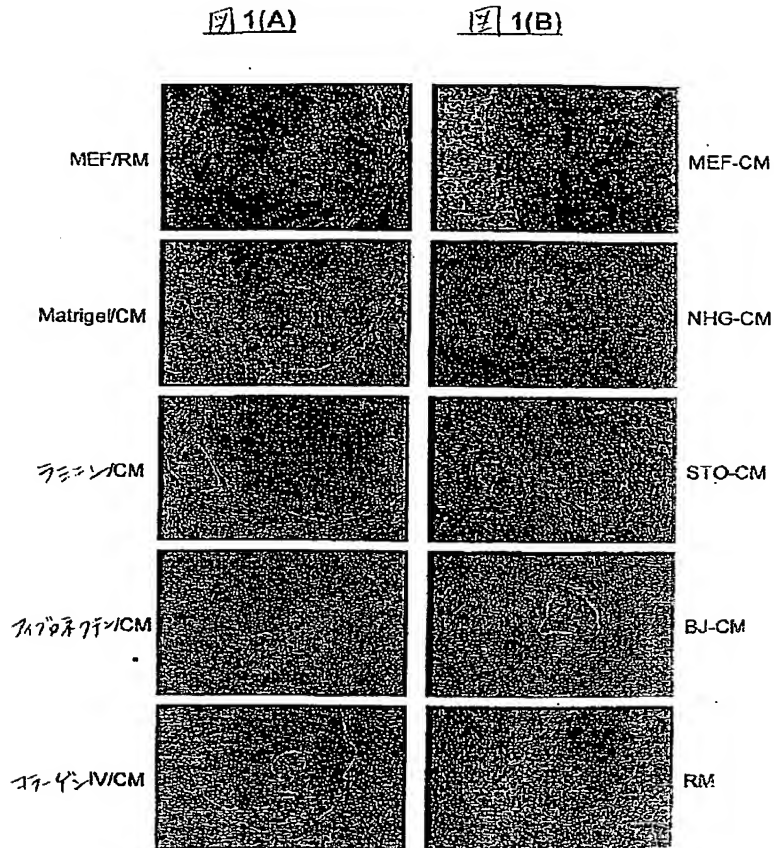 図 1(A)
図 1(B)
MEF/RM
MEF-CM
Matrigel/CM
NHG-CM
ラミニン/CM
STO-CM
フィブロネクチン/CM
BJ-CM
コラーゲンIV/CM
RM